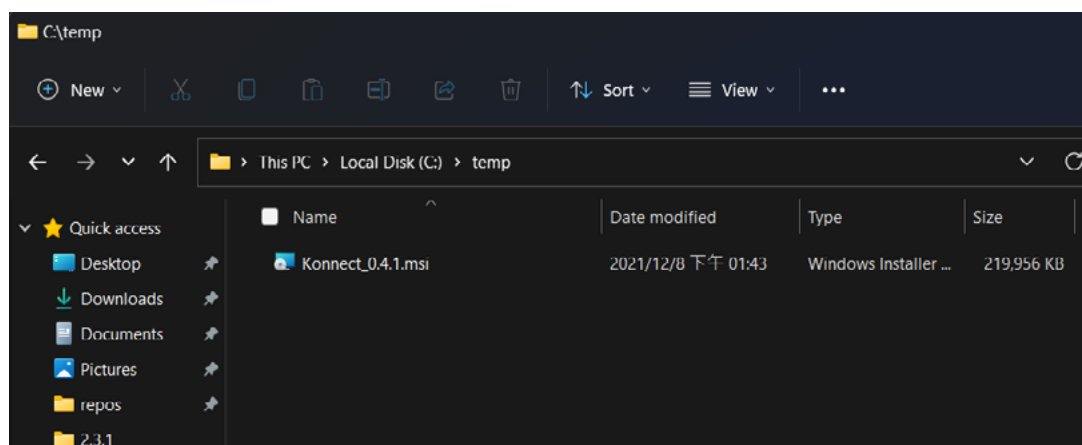 C:\temp
New Sort View •••
This PC > Local Disk (C:) > temp
Quick access
Name Date modified Type Size
Desktop
Konnect_0.4.1.msi 2021/12/8 下午 01:43 Windows Installer ... 219,956 KB
Downloads
Documents
Pictures
repos
2.3.1